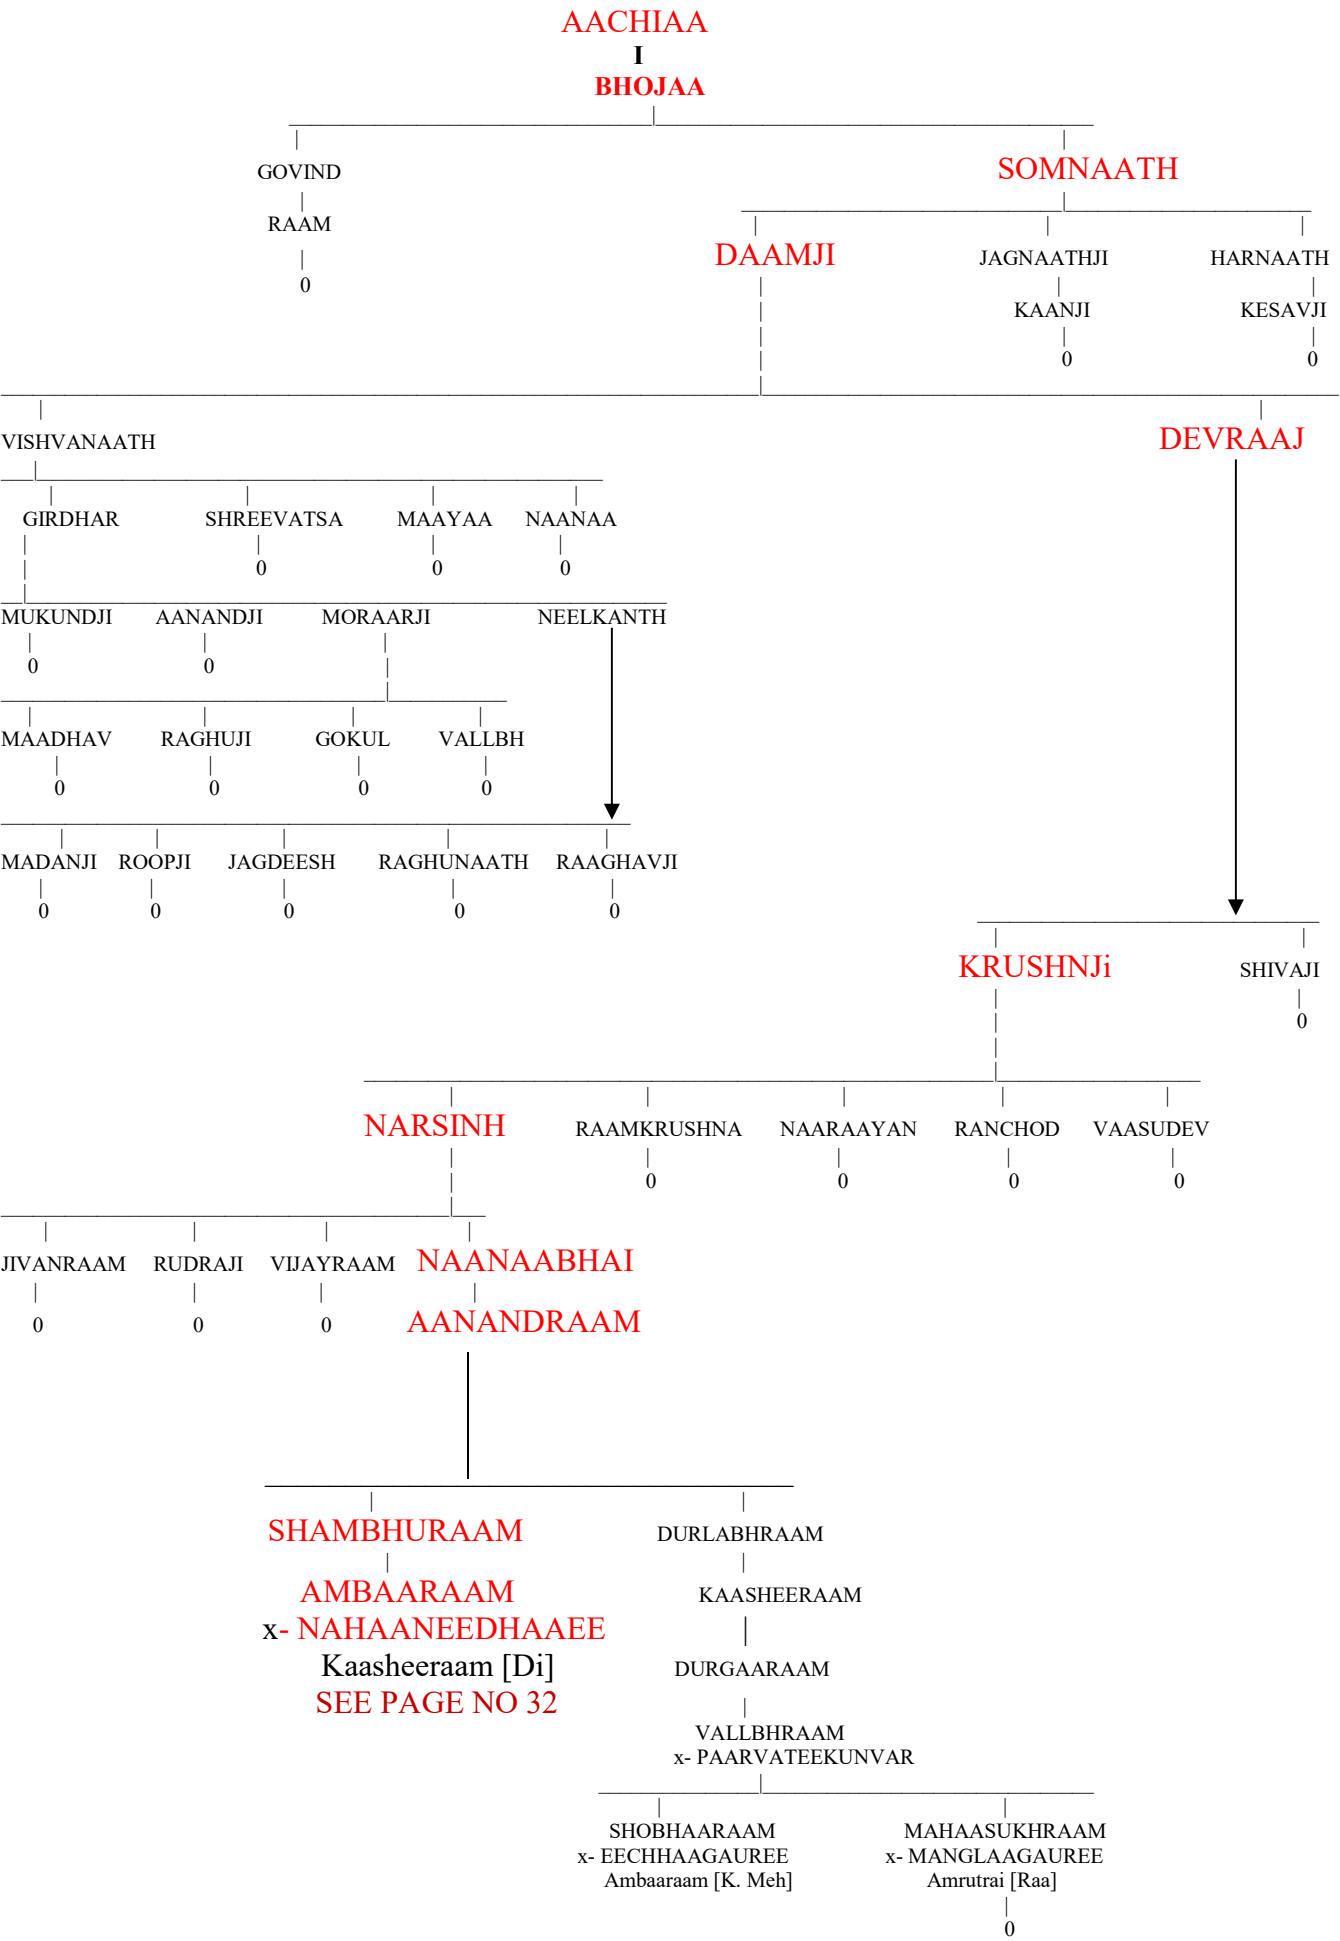 AACHIAA
I
BHOJAA
GOVIND SOMNAATH
RAAM
DAAMJI JAGNAATHJI HARNAATH
0 KAANJI KESAVJI
0 0
VISHVANAATH DEVRAAJ
GIRDHAR SHREEVATSA MAAYAA NAANAA
0 0 0
MUKUNDJI AANANDJI MORAARJI NEELKANTH
0 0
MAADHAV RAGHUJI GOKUL VALLBH
0 0 0 0
MADANJI ROOPJI JAGDEESH RAGHUNAATH RAAGHAVJI
0 0 0 0 0
KRUSHNJi SHIVAJI
0
NARSINH RAAMKRUSHNA NAARAAYAN RANCHOD VAASUDEV
0 0 0 0
JIVANRAAM RUDRAJI VIJAYRAAM NAANAABHAI
0 0 0 AANANDRAAM
SHAMBHURAAM DURLABHRAAM
AMBAARAAM KAASHEERAAM
x- NAHAANEEDHAAEE
Kaasheeraam [Di] DURGAARAAM
SEE PAGE NO 32
VALLBHRAAM
x- PAARVATEEKUNVAR
SHOBHAARAAM MAHAASUKHRAAM
x- EECHHAAGAUREE x- MANGLAAGAUREE
Ambaaraam [K. Meh] Amrutrai [Raa]
0